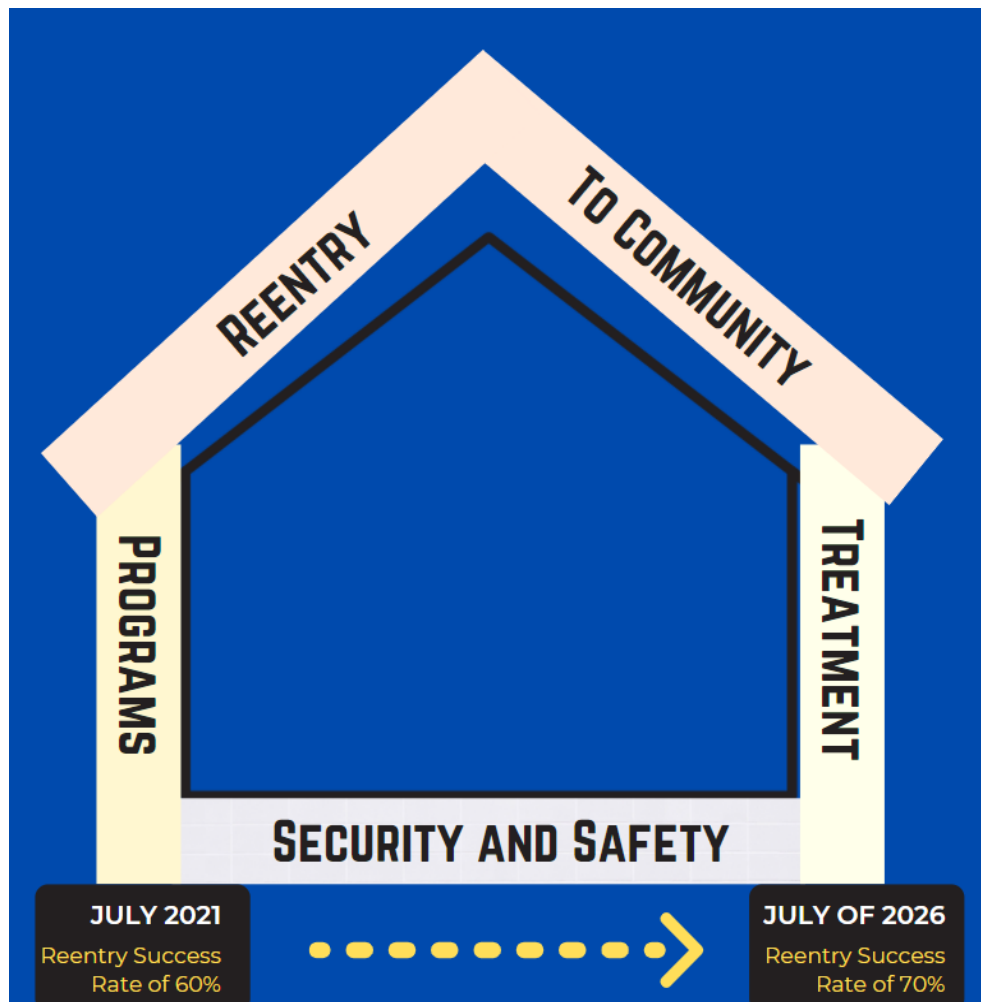 REENTRY
TO COMMUNITY
PROGRAMS
TREATMENT
SECURITY AND SAFETY
JULY 2021
Reentry Success
Rate of 60%
JULY OF 2026
Reentry Success
Rate of 70%